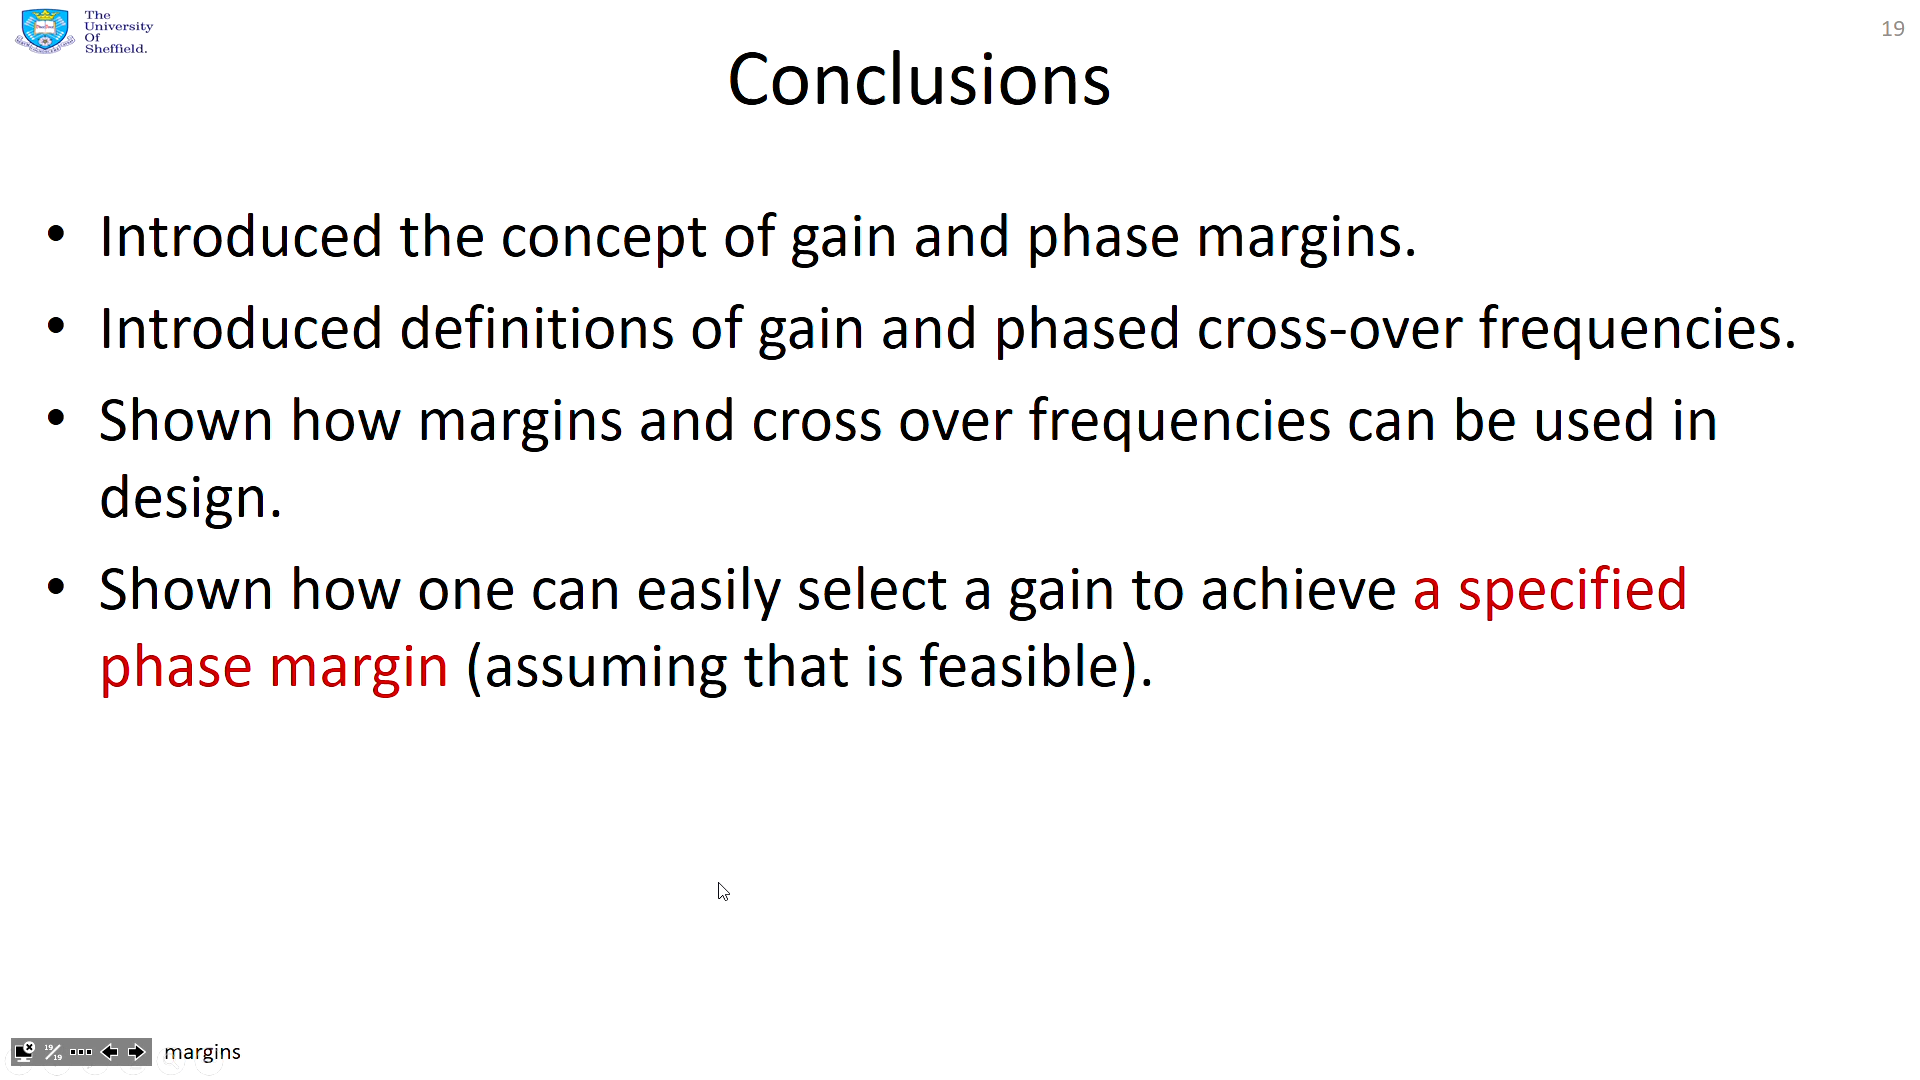 The
University
Of
Sheffield.
19
Conclusions
• Introduced the concept of gain and phase margins.
• Introduced definitions of gain and phased cross-over frequencies.
• Shown how margins and cross over frequencies can be used in
design.
• Shown how one can easily select a gain to achieve a specified
phase margin (assuming that is feasible).
19/19
margins